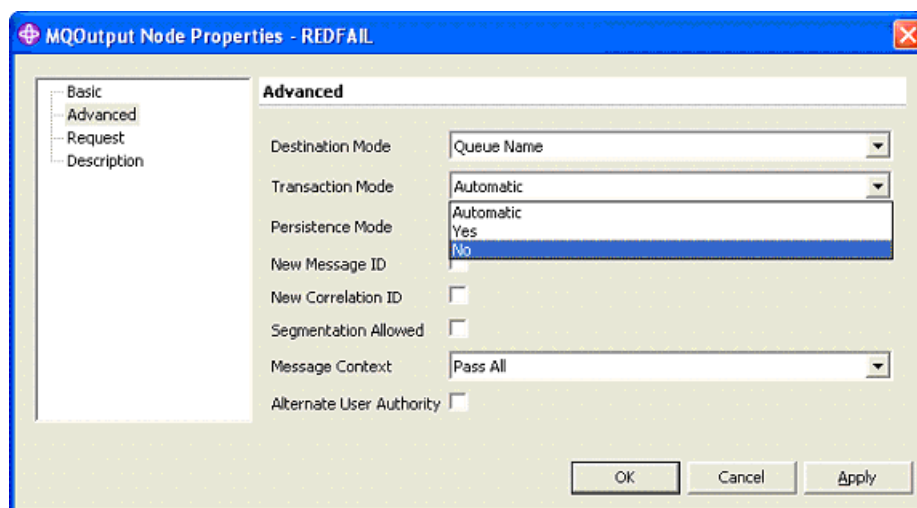 MQOutput Node Properties - REDFAIL
Basic
Advanced
Request
Description
Advanced
Destination Mode Queue Name
Transaction Mode Automatic
Automatic
Persistence Mode Yes
No
New Message ID
New Correlation ID
Segmentation Allowed
Message Context Pass All
Alternate User Authority
OK Cancel Apply